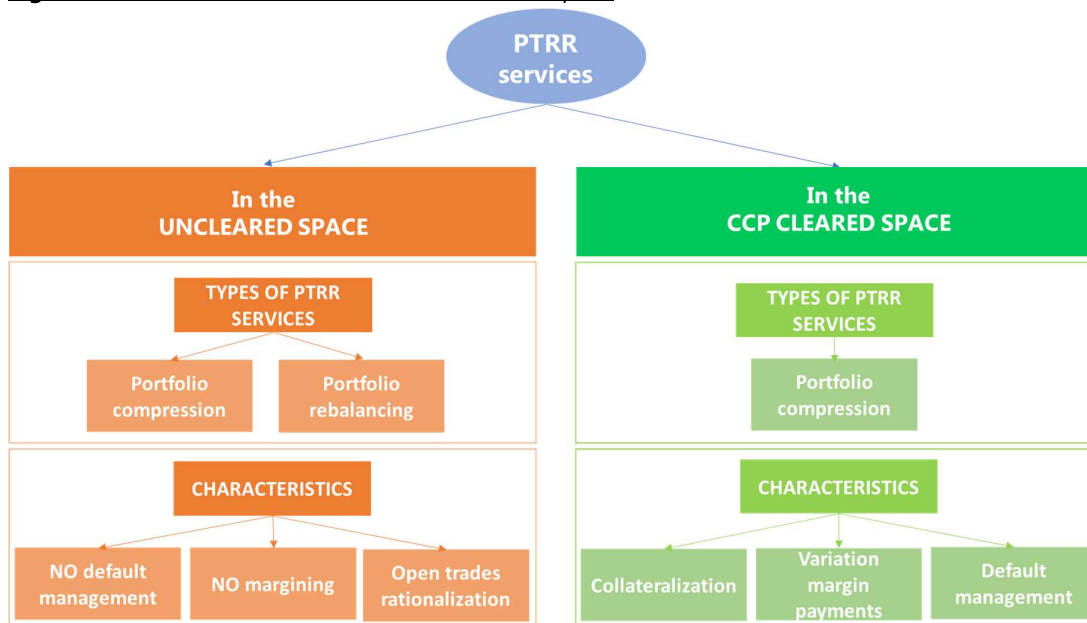 PTRR
services
In the
UNCLEARED SPACE
In the
CCP CLEARED SPACE
TYPES OF PTRR
SERVICES
Portfolio
compression
Portfolio
rebalancing
TYPES OF PTRR
SERVICES
Portfolio
compression
CHARACTERISTICS
NO default
management
NO margining
Open trades
rationalization
CHARACTERISTICS
Collateralization
Variation
margin
payments
Default
management